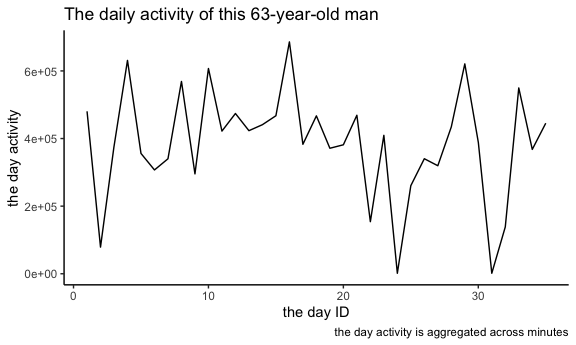 The daily activity of this 63-year-old man
the day activity
6e+05
4e+05
2e+05
0e+00
0
10
20
30
the day ID
the day activity is aggregated across minutes